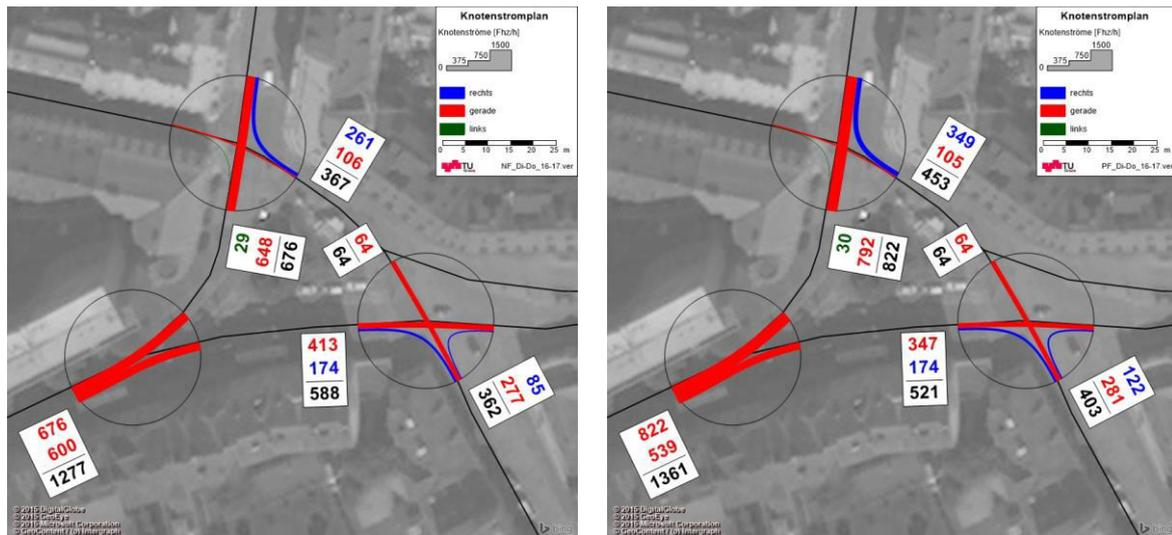 Knotenstromplan
Knotenströme [Fhz/h]
1500
750
375
0
rechts
gerade
links
0 5 10 15 20 25 m
TU
NF_Di-Do_16-17.ver
261
106
367
29
648
676
64
64
413
174
588
85
277
362
676
600
1277
© 2015 DigitalGlobe
© 2015 GeoEye
© 2015 Microsoft Corporation
© GeoContent / (p) Intergraph
bing
Knotenstromplan
Knotenströme [Fhz/h]
1500
750
375
0
rechts
gerade
links
0 5 10 15 20 25 m
TU
PF_Di-Do_16-17.ver
349
105
453
30
792
822
64
64
347
174
521
122
281
403
822
539
1361
© 2015 DigitalGlobe
© 2015 GeoEye
© 2015 Microsoft Corporation
© GeoContent / (p) Intergraph
bing